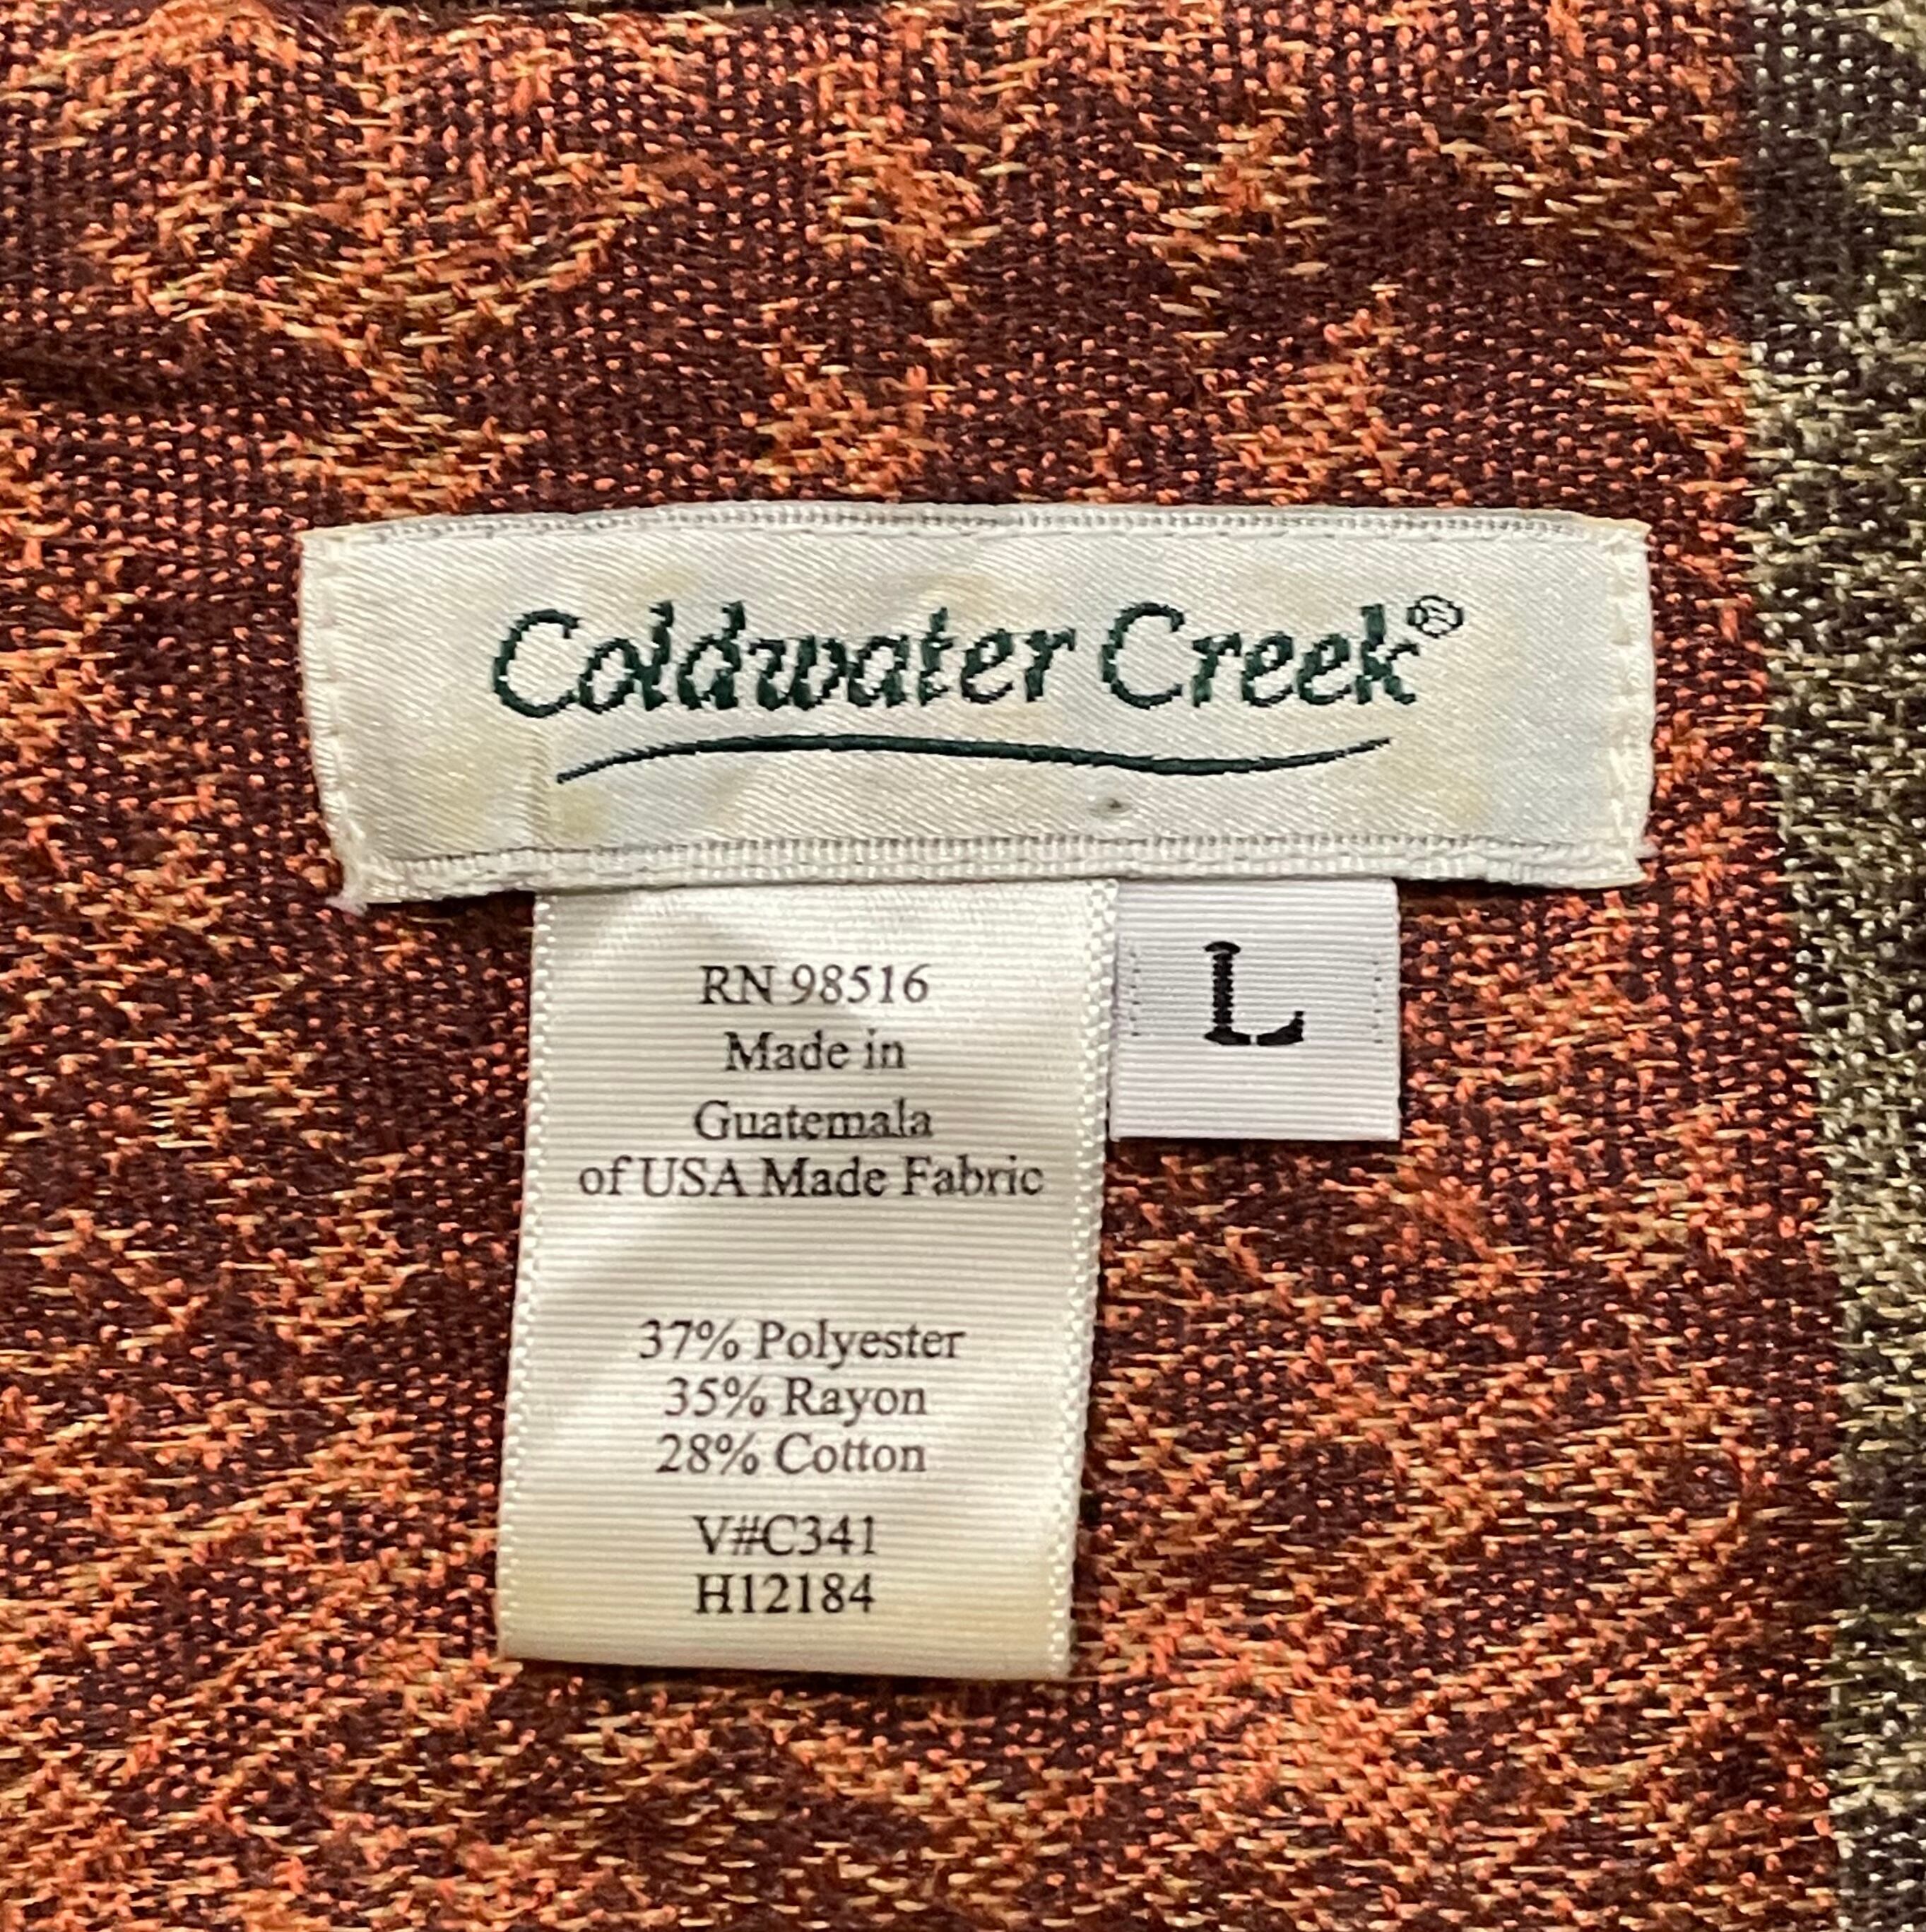 Coldwater Creek®
L
RN 98516
Made in
Guatemala
of USA Made Fabric
37% Polyester
35% Rayon
28% Cotton
V#C341
H12184